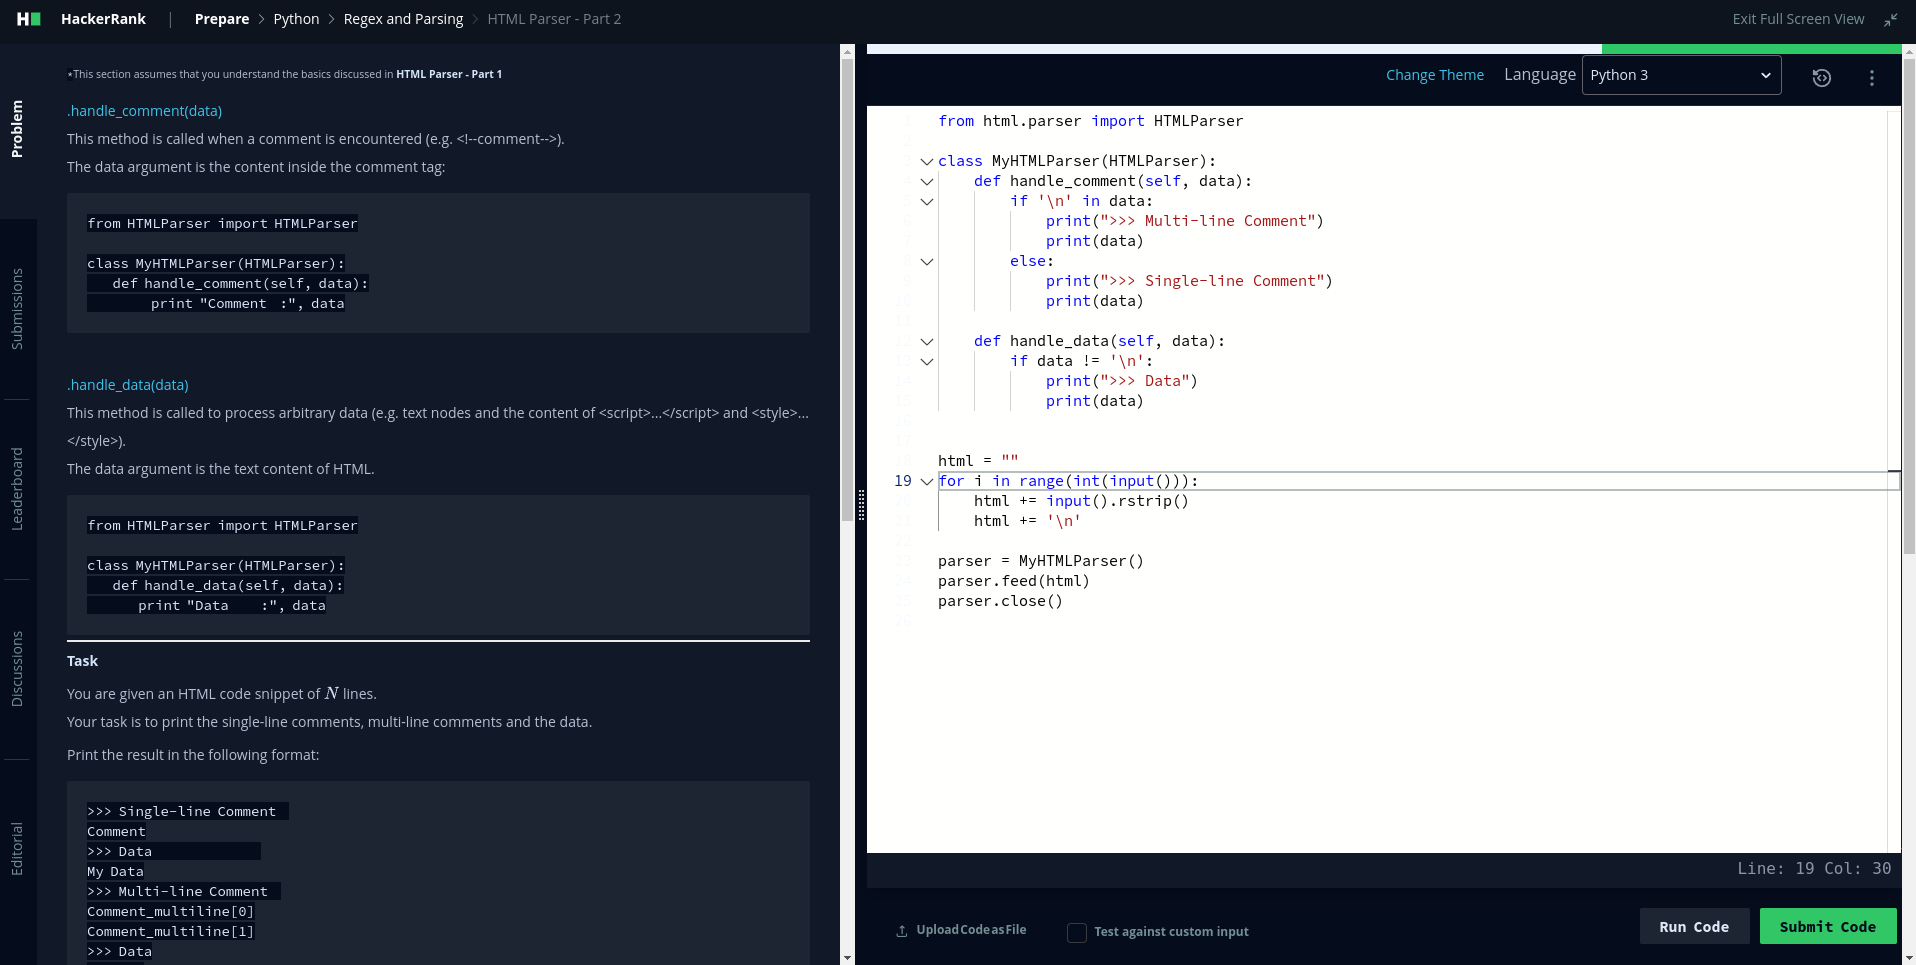 HackerRank | Prepare > Python > Regex and Parsing > HTML Parser - Part 2
Exit Full Screen View
Problem
Submissions
Leaderboard
Discussions
Editorial
*This section assumes that you understand the basics discussed in HTML Parser - Part 1
.handle_comment(data)
This method is called when a comment is encountered (e.g. <!--comment-->).
The data argument is the content inside the comment tag:
from HTMLParser import HTMLParser
class MyHTMLParser(HTMLParser):
def handle_comment(self, data):
print "Comment  :", data
.handle_data(data)
This method is called to process arbitrary data (e.g. text nodes and the content of <script>...</script> and <style>...
</style>).
The data argument is the text content of HTML.
from HTMLParser import HTMLParser
class MyHTMLParser(HTMLParser):
def handle_data(self, data):
print "Data    :", data
Task
You are given an HTML code snippet of N lines.
Your task is to print the single-line comments, multi-line comments and the data.
Print the result in the following format:
>>> Single-line Comment
Comment
>>> Data
My Data
>>> Multi-line Comment
Comment_multiline[0]
Comment_multiline[1]
>>> Data
Change Theme
Language
Python 3
from html.parser import HTMLParser
class MyHTMLParser(HTMLParser):
def handle_comment(self, data):
if '\n' in data:
print(">>> Multi-line Comment")
print(data)
else:
print(">>> Single-line Comment")
print(data)
def handle_data(self, data):
if data != '\n':
print(">>> Data")
print(data)
html = ""
19 for i in range(int(input())):
html += input().rstrip()
html += '\n'
parser = MyHTMLParser()
parser.feed(html)
parser.close()
Line: 19 Col: 30
Upload Code as File
Test against custom input
Run Code
Submit Code